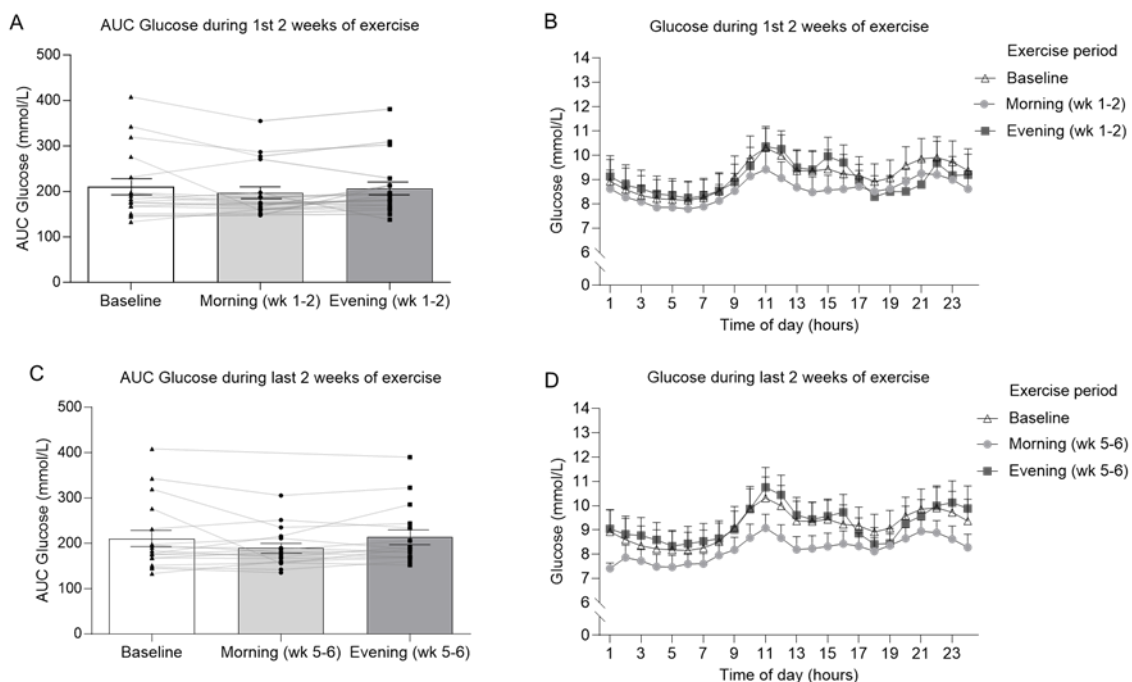 A
AUC Glucose during 1st 2 weeks of exercise
AUC Glucose (mmol/L)
500
400
300
200
100
0
Baseline Morning (wk 1-2) Evening (wk 1-2)
B
Glucose during 1st 2 weeks of exercise
Glucose (mmol/L)
14
13
12
11
10
9
8
6
0
1 3 5 7 9 11 13 15 17 19 21 23
Time of day (hours)
Exercise period
Baseline
Morning (wk 1-2)
Evening (wk 1-2)
C
AUC Glucose during last 2 weeks of exercise
AUC Glucose (mmol/L)
500
400
300
200
100
0
Baseline Morning (wk 5-6) Evening (wk 5-6)
D
Glucose during last 2 weeks of exercise
Glucose (mmol/L)
14
13
12
11
10
9
8
6
0
1 3 5 7 9 11 13 15 17 19 21 23
Time of day (hours)
Exercise period
Baseline
Morning (wk 5-6)
Evening (wk 5-6)